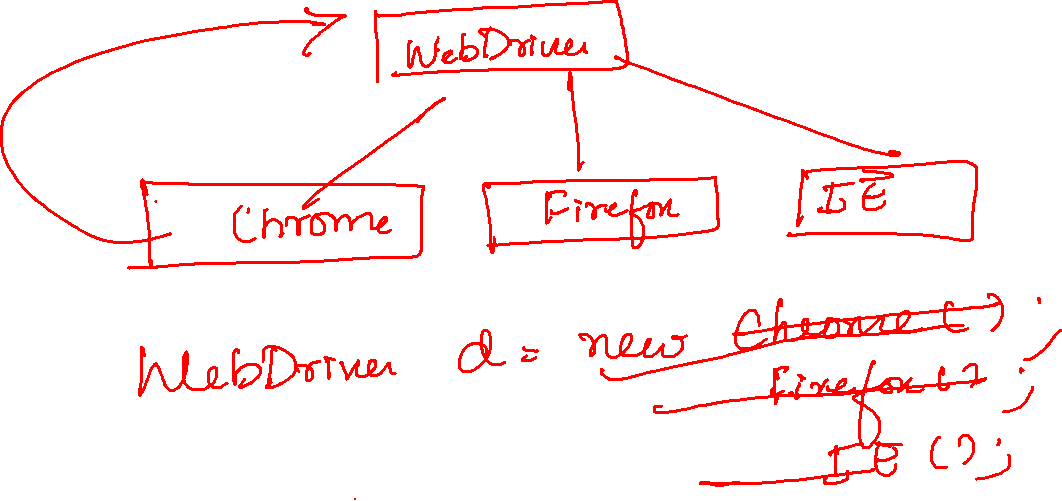 WebDriver
Chrome Firefox IE
WebDriver d = new Chrome();
Firefox();
IE();